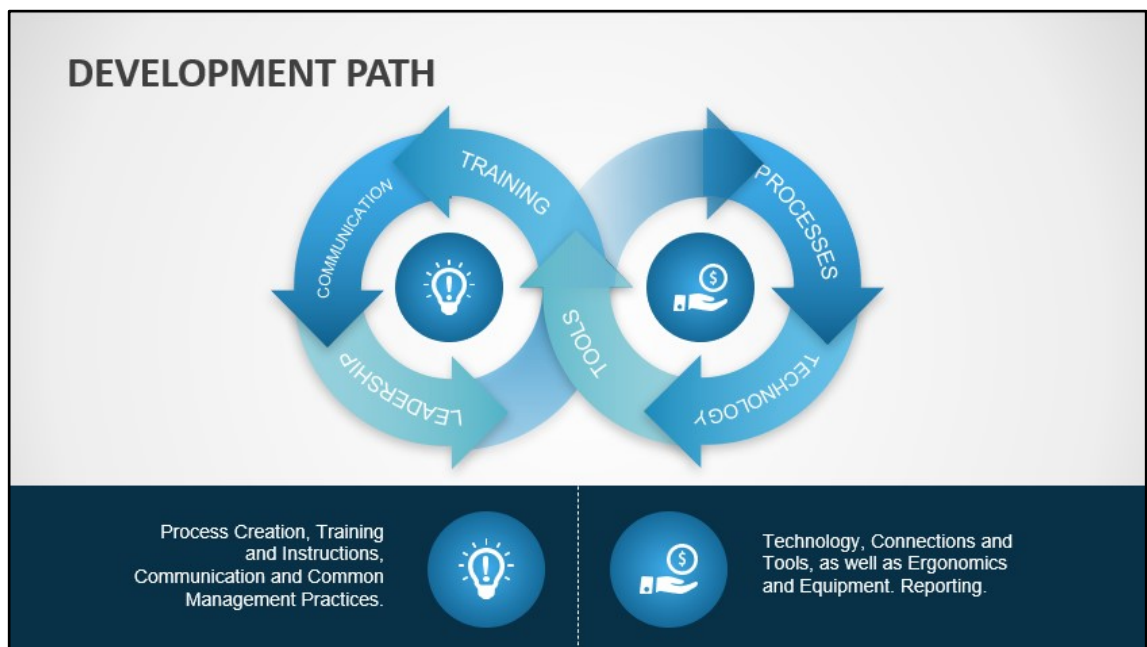 DEVELOPMENT PATH
TRAINING
COMMUNICATION
LEADERSHIP
PROCESSES
TECHNOLOGY
TOOLS
Process Creation, Training
and Instructions,
Communication and Common
Management Practices.
$
Technology, Connections and
Tools, as well as Ergonomics
and Equipment. Reporting.